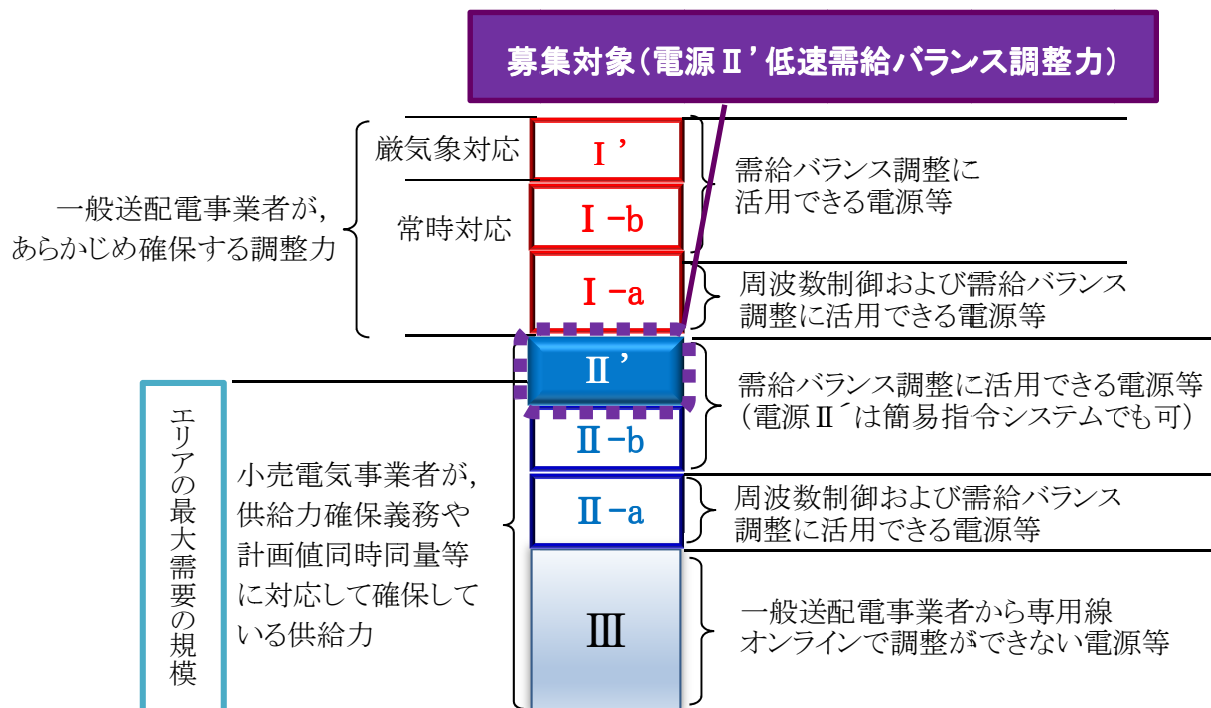 募集対象(電源Ⅱ’低速需給バランス調整力)
厳気象対応
常時対応
一般送配電事業者が,
あらかじめ確保する調整力
Ⅰ’
Ⅰ-b
Ⅰ-a
Ⅱ’
Ⅱ-b
Ⅱ-a
Ⅲ
需給バランス調整に
活用できる電源等
周波数制御および需給バランス
調整に活用できる電源等
需給バランス調整に活用できる電源等
(電源Ⅱ´は簡易指令システムでも可)
周波数制御および需給バランス
調整に活用できる電源等
一般送配電事業者から専用線
オンラインで調整ができない電源等
エリアの最大需要の規模
小売電気事業者が,
供給力確保義務や
計画値同時同量等
に対応して確保して
いる供給力